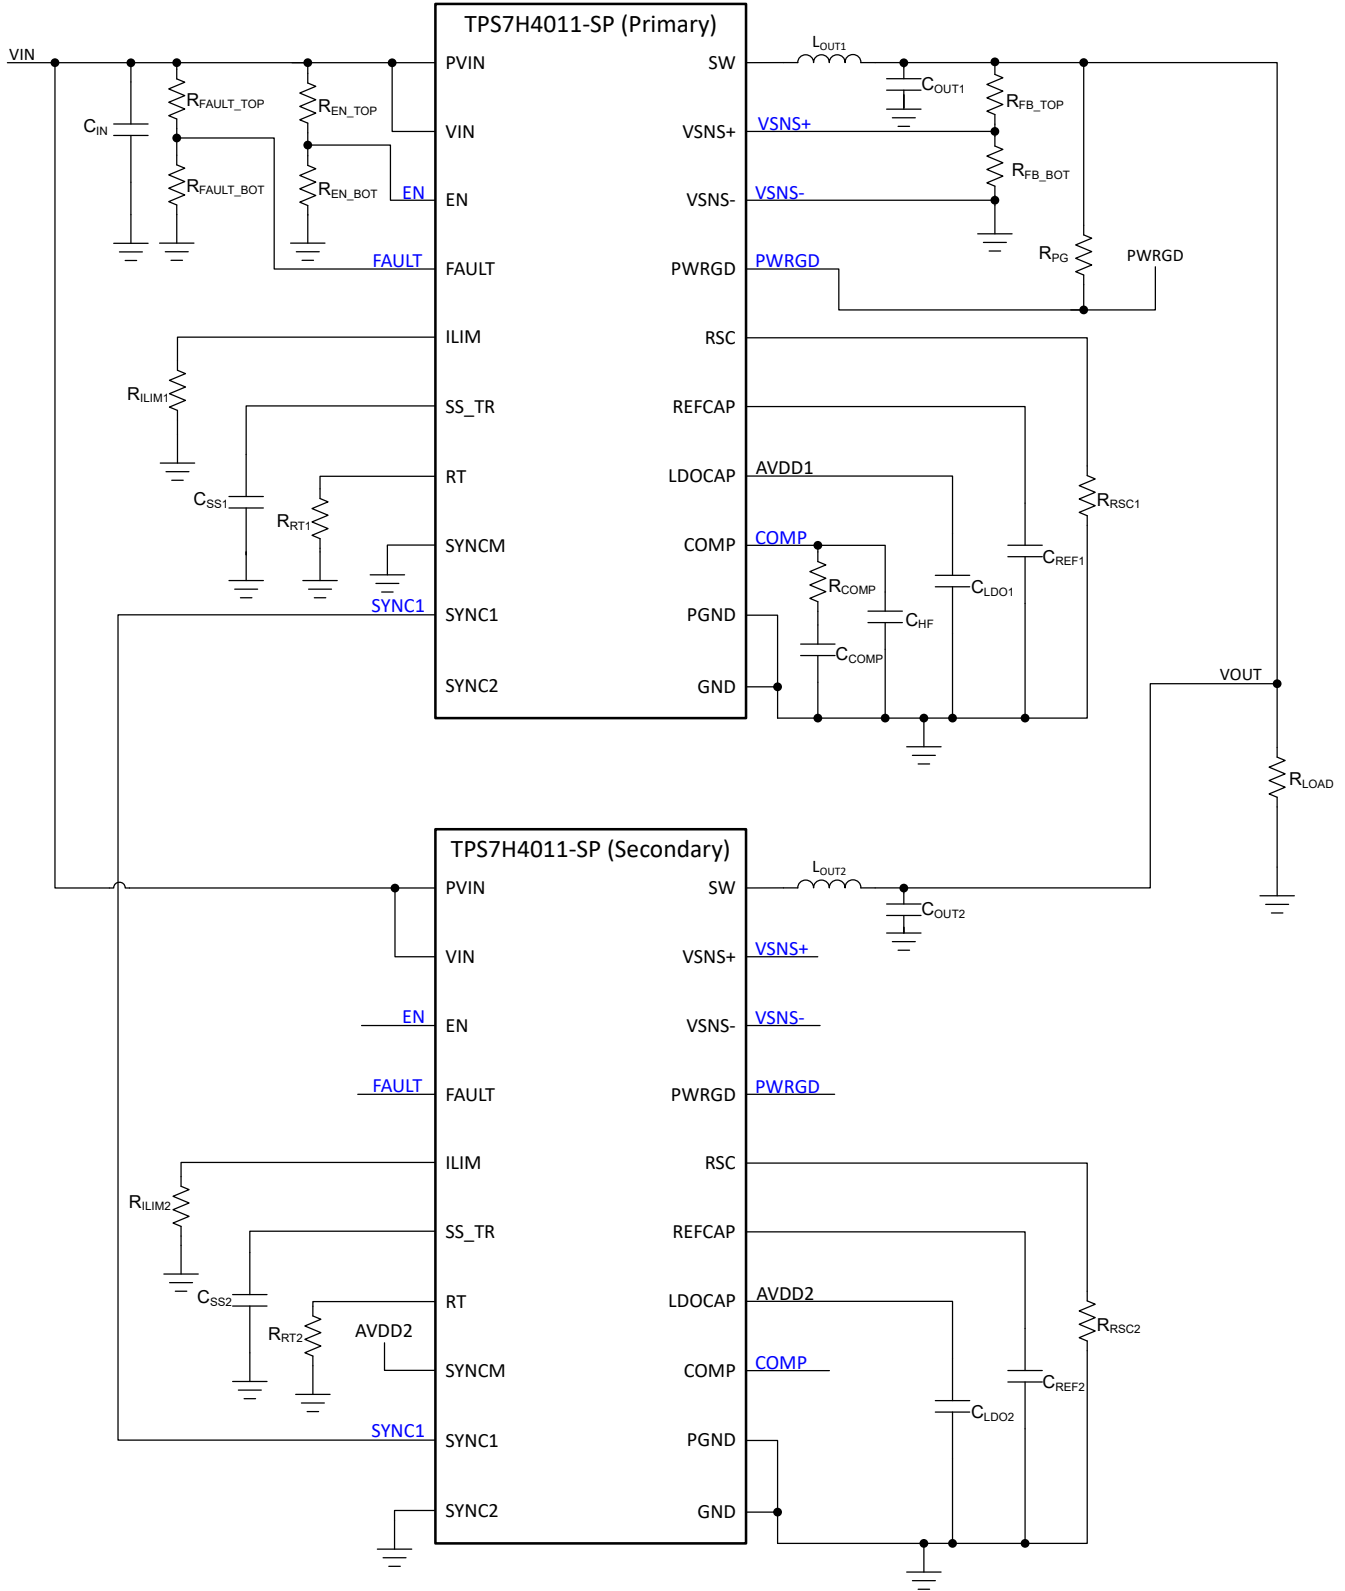 TPS7H4011-SP (Primary)
VIN
PVIN
SW
LOUT1
COUT1
RFAULT_TOP
REN_TOP
RFB_TOP
CIN
VIN
VSNS+
VSNS+
RFAULT_BOT
REN_BOT
RFB_BOT
EN
EN
VSNS-
VSNS-
FAULT
FAULT
PWRGD
PWRGD
RPG
PWRGD
ILIM
RSC
RILIM1
SS_TR
REFCAP
RT
LDOCAP
AVDD1
CSS1
RRT1
RRSC1
SYNCM
COMP
COMP
CREF1
RCOMP
CLDO1
SYNC1
SYNC1
PGND
CHF
CCOMP
SYNC2
GND
VOUT
RLOAD
TPS7H4011-SP (Secondary)
PVIN
SW
LOUT2
COUT2
VIN
VSNS+
VSNS+
EN
EN
VSNS-
VSNS-
FAULT
FAULT
PWRGD
PWRGD
ILIM
RSC
RILIM2
SS_TR
REFCAP
CSS2
RT
LDOCAP
AVDD2
RRT2
AVDD2
RRSC2
SYNCM
COMP
COMP
CREF2
CLDO2
SYNC1
SYNC1
PGND
SYNC2
GND